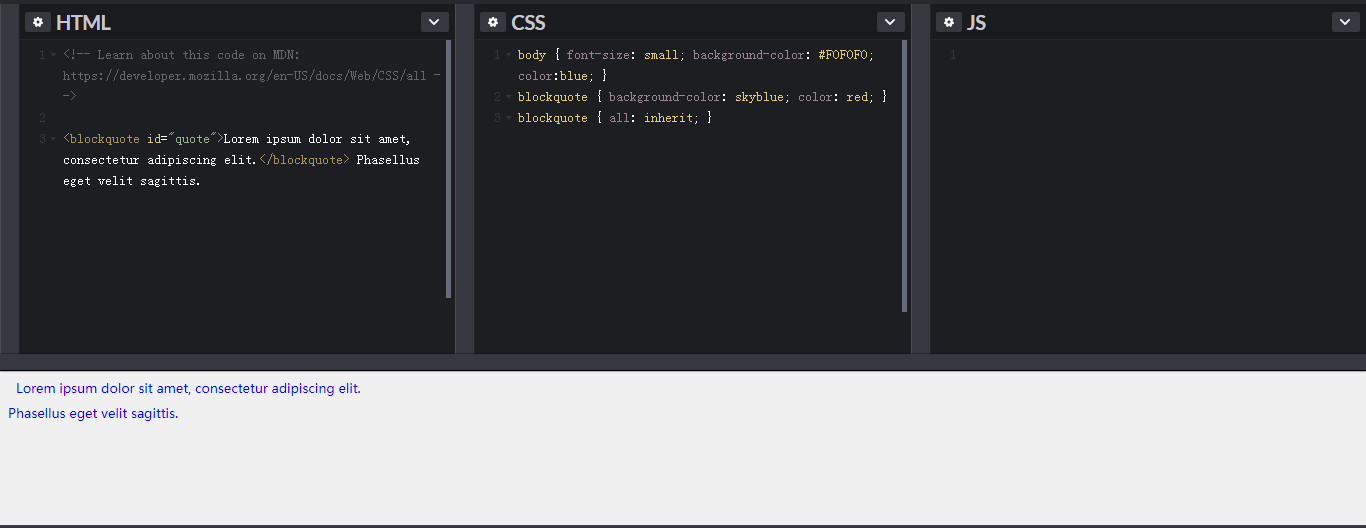 HTML
1 <!-- Learn about this code on MDN:
https://developer.mozilla.org/en-US/docs/Web/CSS/all -
->
2
3 <blockquote id="quote">Lorem ipsum dolor sit amet,
consectetur adipiscing elit.</blockquote> Phasellus
eget velit sagittis.
CSS
1 body { font-size: small; background-color: #F0F0F0;
color:blue; }
2 blockquote { background-color: skyblue; color: red; }
3 blockquote { all: inherit; }
JS
1
Lorem ipsum dolor sit amet, consectetur adipiscing elit.
Phasellus eget velit sagittis.